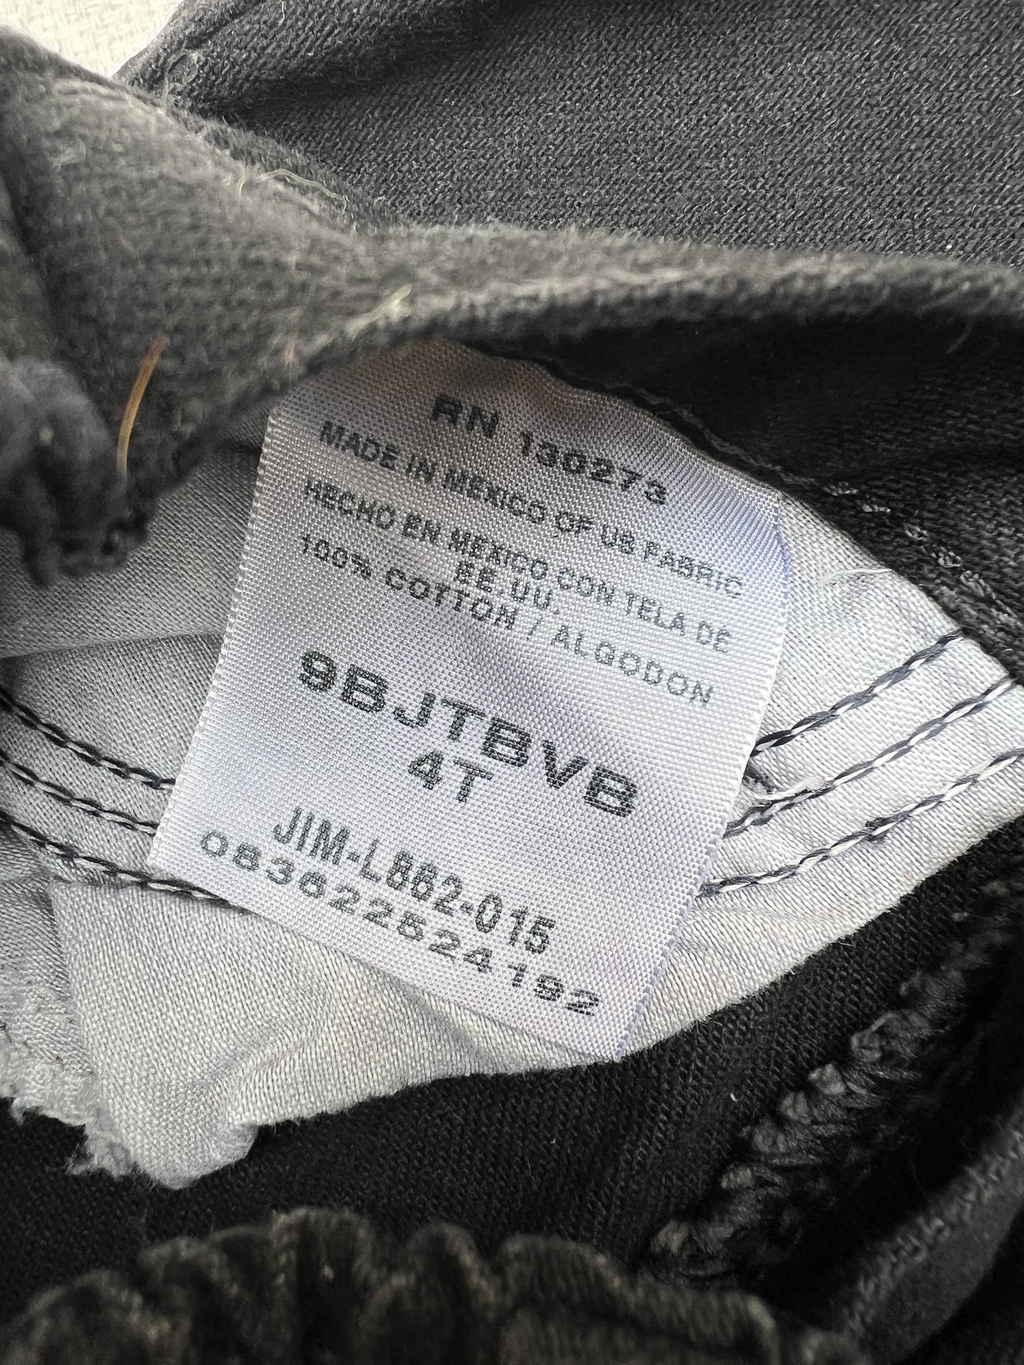 RN 130273
MADE IN MEXICO OF US FABRIC
HECHO EN MEXICO CON TELA DE
EE.UU.
100% COTTON / ALGODON
9BJTBVB
4T
JIM-L862-015
083622524192